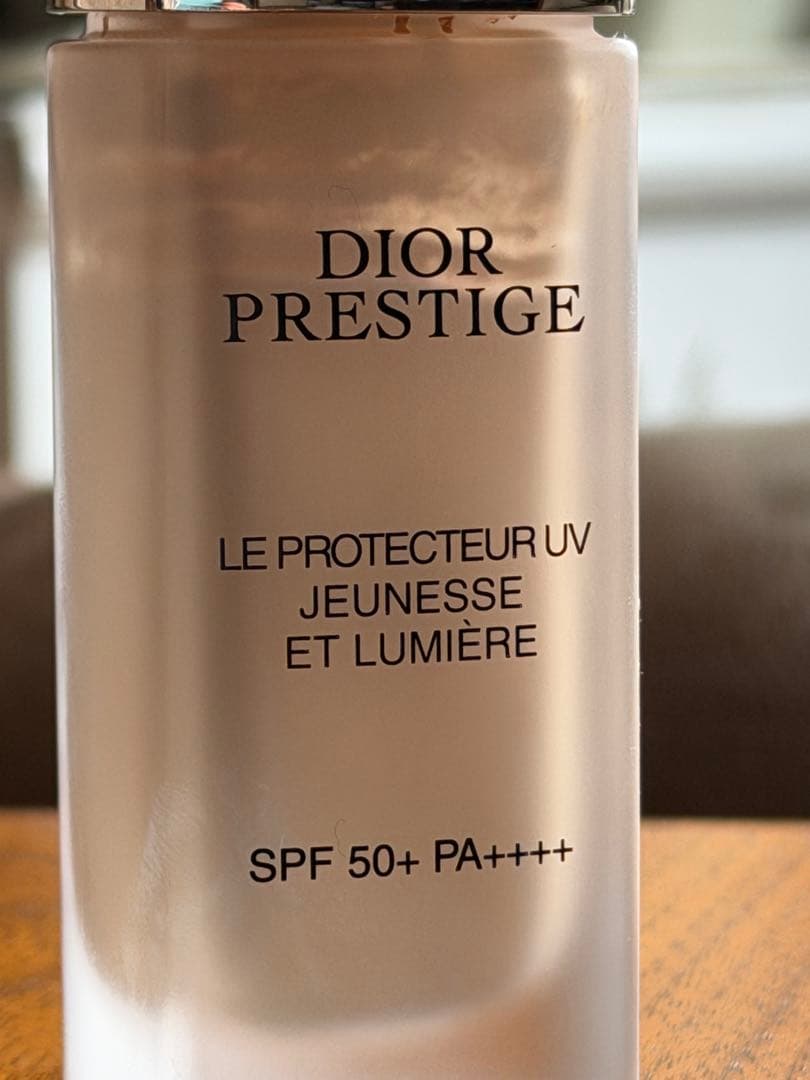 DIOR
PRESTIGE
LE PROTECTEUR UV
JEUNESSE
ET LUMIÈRE
SPF 50+ PA++++